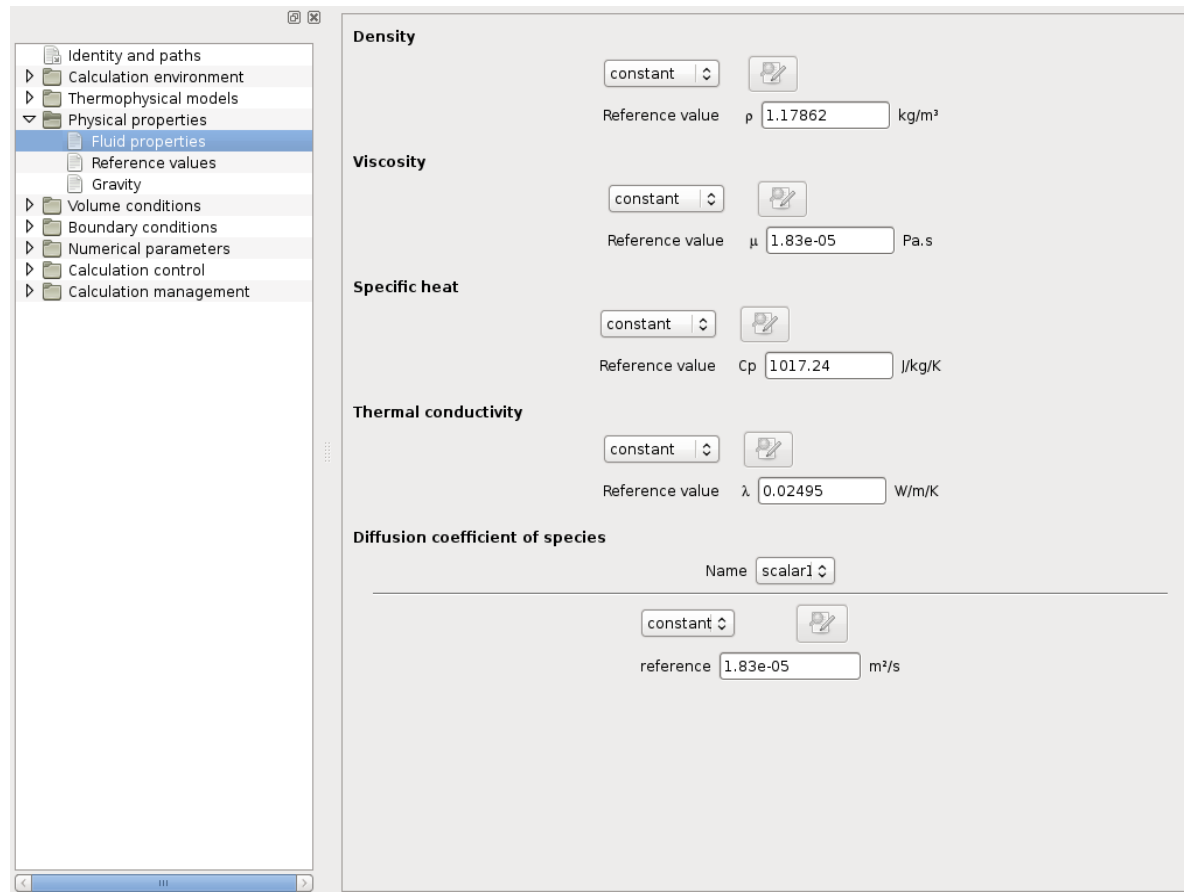 Identity and paths
Calculation environment
Thermophysical models
Physical properties
Fluid properties
Reference values
Gravity
Volume conditions
Boundary conditions
Numerical parameters
Calculation control
Calculation management
Density
constant
Reference value ρ 1.17862 kg/m³
Viscosity
constant
Reference value μ 1.83e-05 Pa.s
Specific heat
constant
Reference value Cp 1017.24 J/kg/K
Thermal conductivity
constant
Reference value λ 0.02495 W/m/K
Diffusion coefficient of species
Name scalar1
constant
reference 1.83e-05 m²/s